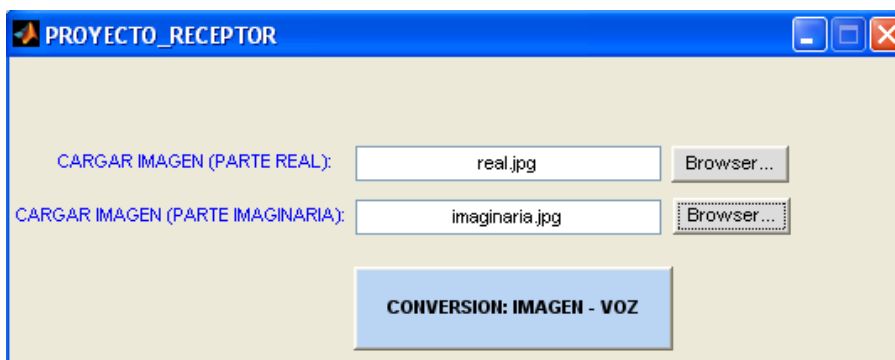 PROYECTO_RECEPTOR
CARGAR IMAGEN (PARTE REAL): real.jpg Browser...
CARGAR IMAGEN (PARTE IMAGINARIA): imaginaria.jpg Browser...
CONVERSION: IMAGEN - VOZ